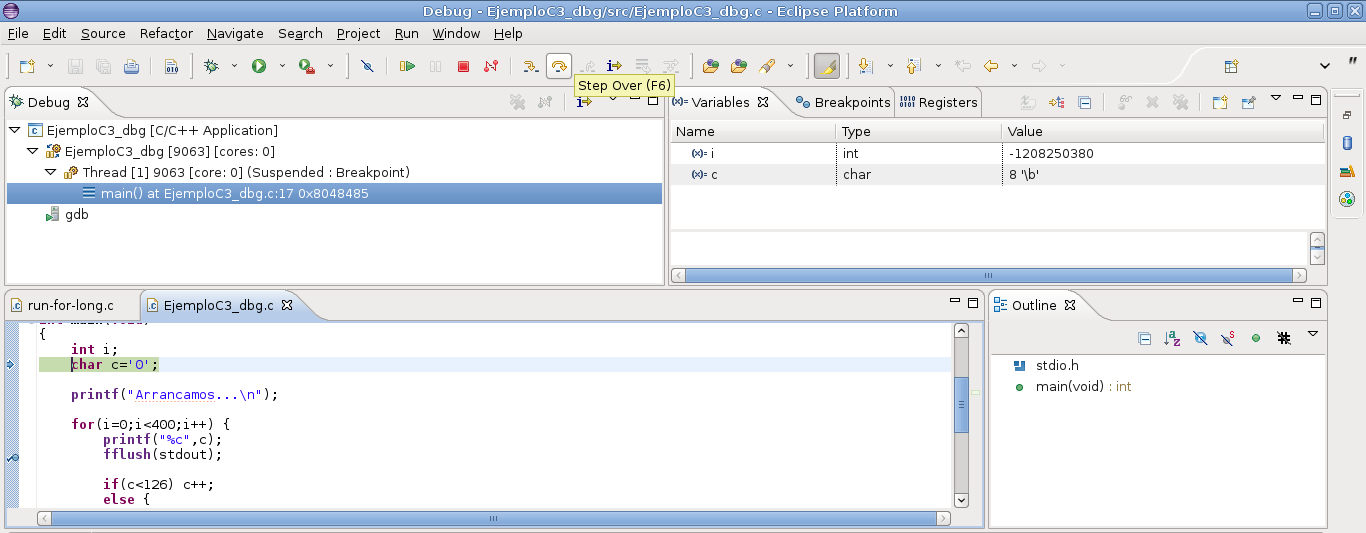 Debug - EjemploC3_dbg/src/EjemploC3_dbg.c - Eclipse Platform
File Edit Source Refactor Navigate Search Project Run Window Help
Step Over (F6)
Debug
EjemploC3_dbg [C/C++ Application]
EjemploC3_dbg [9063] [cores: 0]
Thread [1] 9063 [core: 0] (Suspended : Breakpoint)
main() at EjemploC3_dbg.c:17 0x8048485
gdb
Variables Breakpoints Registers
Name Type Value
i int -1208250380
c char 8 '\b'
run-for-long.c EjemploC3_dbg.c
{
int i;
char c='0';
printf("Arrancamos...\n");
for(i=0;i<400;i++) {
printf("%c",c);
fflush(stdout);
if(c<126) c++;
else {
Outline
stdio.h
main(void) : int